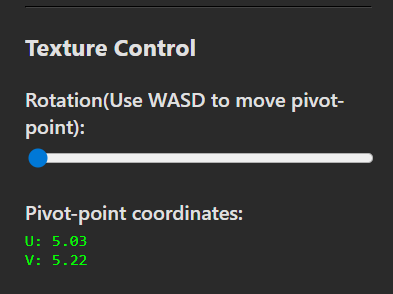 Texture Control
Rotation(Use WASD to move pivot-
point):
Pivot-point coordinates:
U: 5.03
V: 5.22